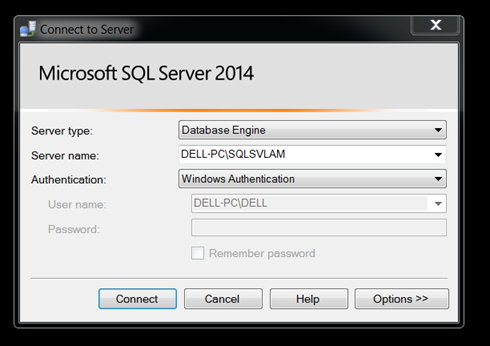 Connect to Server
Microsoft SQL Server 2014
Server type: Database Engine
Server name: DELL-PC\SQLSVLAM
Authentication: Windows Authentication
User name: DELL-PC\DELL
Password:
Remember password
Connect Cancel Help Options >>